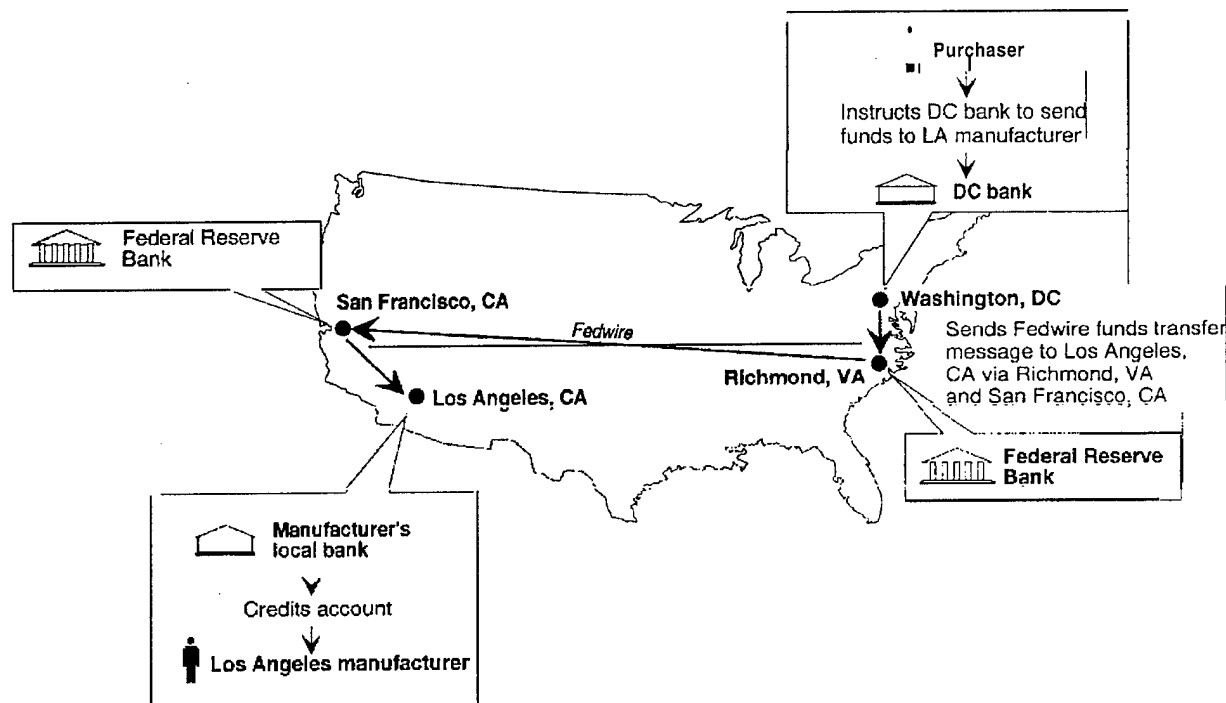 Purchaser
Instructs DC bank to send
funds to LA manufacturer
DC bank
Federal Reserve
Bank
San Francisco, CA
Fedwire
Washington, DC
Sends Fedwire funds transfer
message to Los Angeles,
CA via Richmond, VA
and San Francisco, CA
Richmond, VA
Los Angeles, CA
Federal Reserve
Bank
Manufacturer's
local bank
Credits account
Los Angeles manufacturer